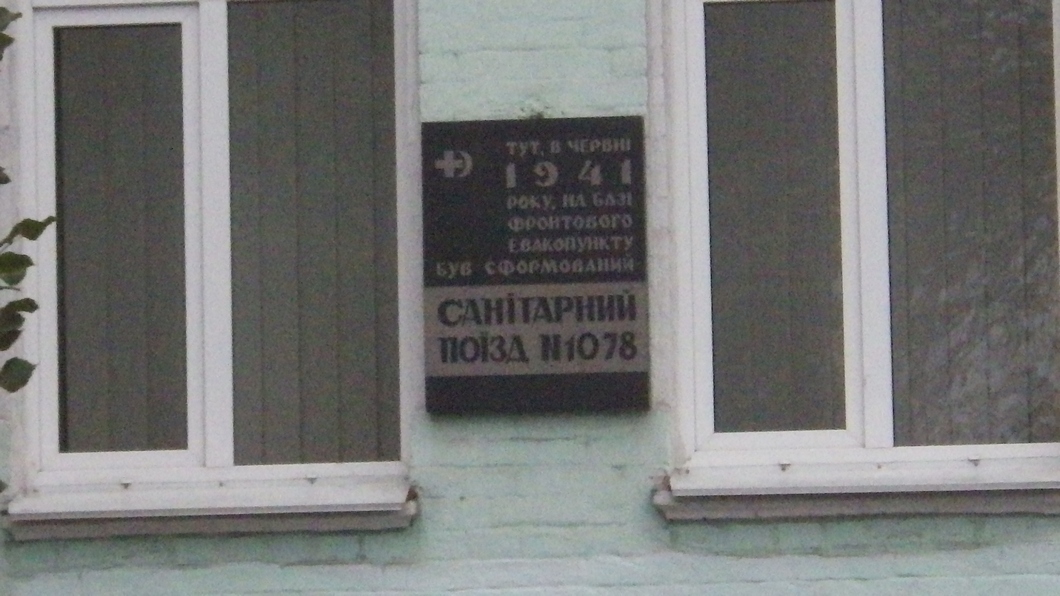 ТУТ, В ЧЕРВНІ
1941
РОКУ, НА БАЗІ
ФРОНТОВОГО
ЕВАКОПУНКТУ
БУВ СФОРМОВАНИЙ
САНІТАРНИЙ
ПОЇЗД N1078